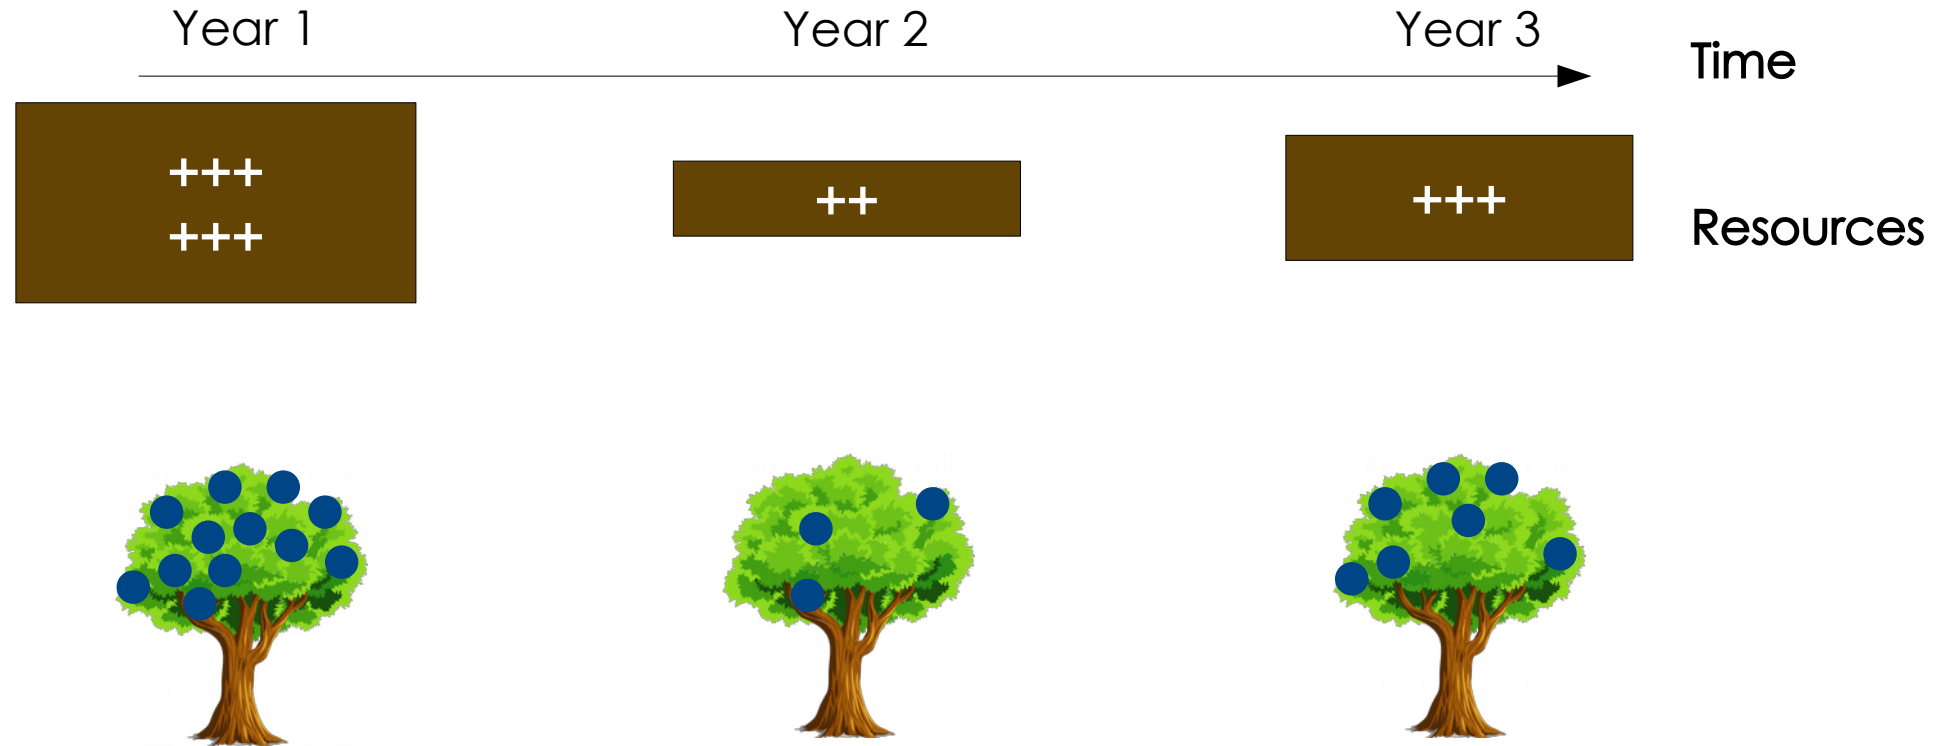 Year 1
Year 2
Year 3
Time
+++
+++
++
+++
Resources